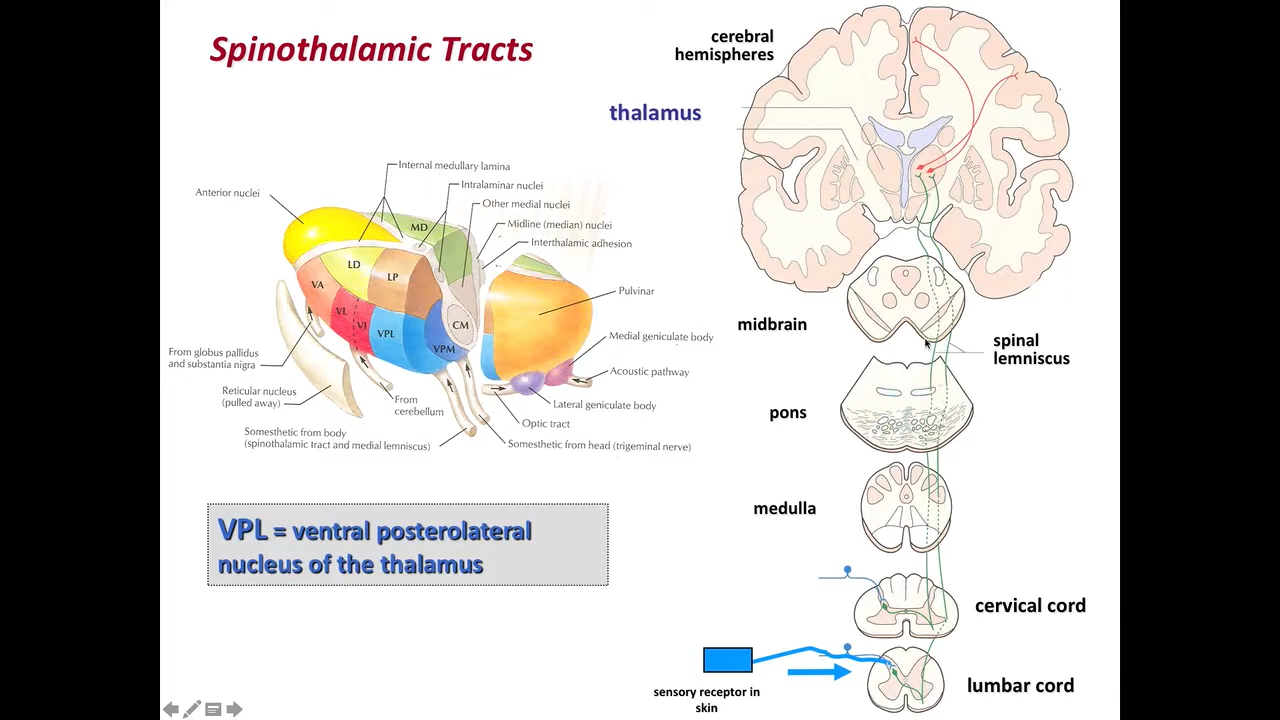 Spinothalamic Tracts
cerebral
hemispheres
thalamus
Internal medullary lamina
Intralaminar nuclei
Anterior nuclei
Other medial nuclei
Midline (median) nuclei
Interthalamic adhesion
MD
LD
LP
VA
VL
VI
VPL
VPM
CM
Pulvinar
Medial geniculate body
Acoustic pathway
Lateral geniculate body
Optic tract
From globus pallidus
and substantia nigra
Reticular nucleus
(pulled away)
From
cerebellum
Somesthetic from body
(spinothalamic tract and medial lemniscus)
Somesthetic from head (trigeminal nerve)
VPL = ventral posterolateral
nucleus of the thalamus
midbrain
spinal
lemniscus
pons
medulla
cervical cord
lumbar cord
sensory receptor in
skin